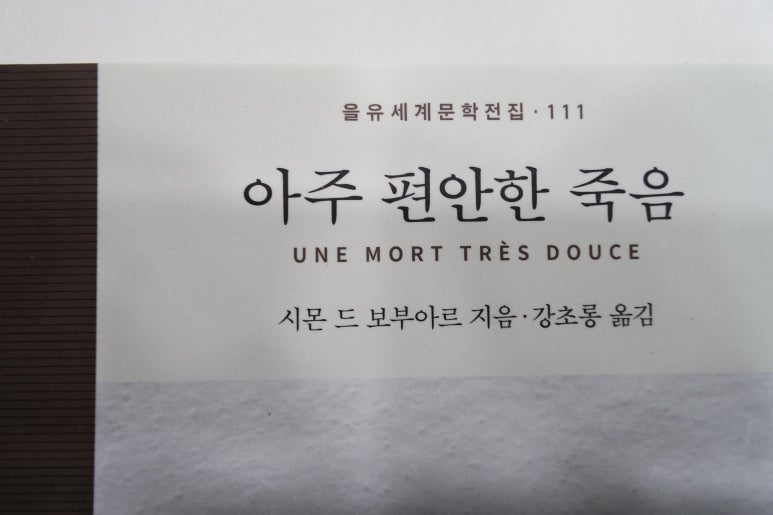 을유세계문학전집·111
아주 편안한 죽음
UNE MORT TRÈS DOUCE
시몬 드 보부아르 지음·강초롱 옮김